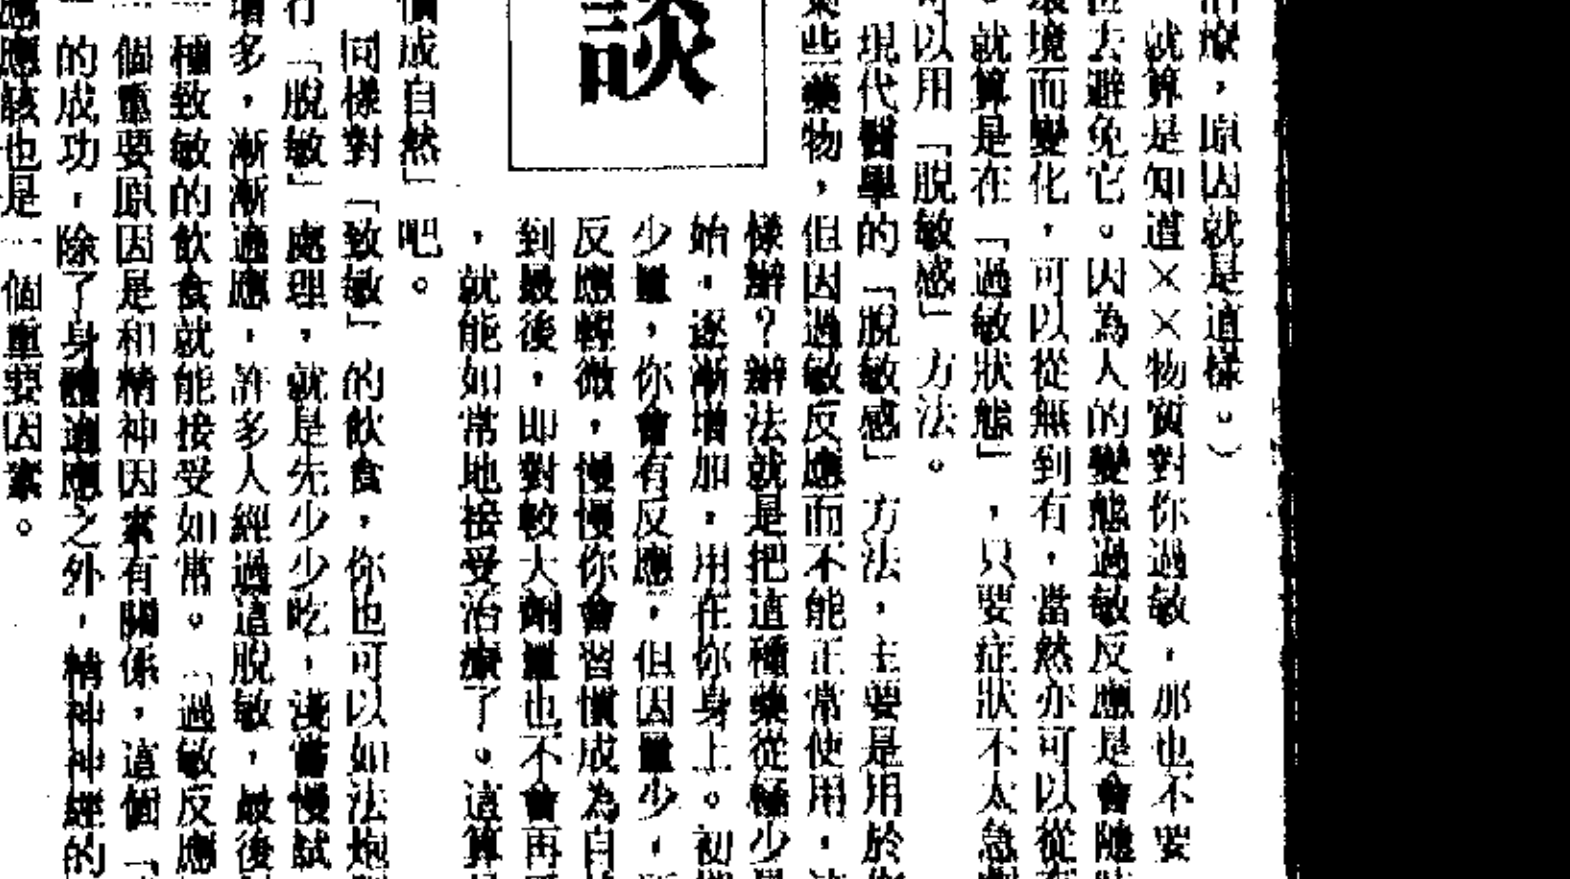 談
療，原因就是這樣。）
就算是知道××物質對你過敏，那也不要
去避免它。因為人的變態過敏反應是會隨
環境而變化，可以從無到有，當然亦可以從
。就算是在「過敏狀態」，只要症狀不太急
可以用「脫敏感」方法。
現代醫學的「脫敏感」方法，主要是用於
某些藥物，但因過敏反應而不能正常使用，
樣辦？辦法就是把這種藥從極少
始，逐漸增加，用在你身上。初
少量，你會有反應，但因量少，
反應輕微，慢慢你會習慣成為自
到最後，即對較大劑量也不會再
，就能如常地接受治療了。這算
慣成自然」吧。
同樣對「致敏」的飲食，你也可以如法炮
行「脫敏」處理，就是先少少吃，淺嘗慢試
增多，漸漸適應，許多人經過這脫敏，最後
一種致敏的飲食就能接受如常。「過敏反應
一個重要原因是和精神因素有關係，這個「
」的成功，除了身體適應之外，精神神經的
應該也是一個重要因素。